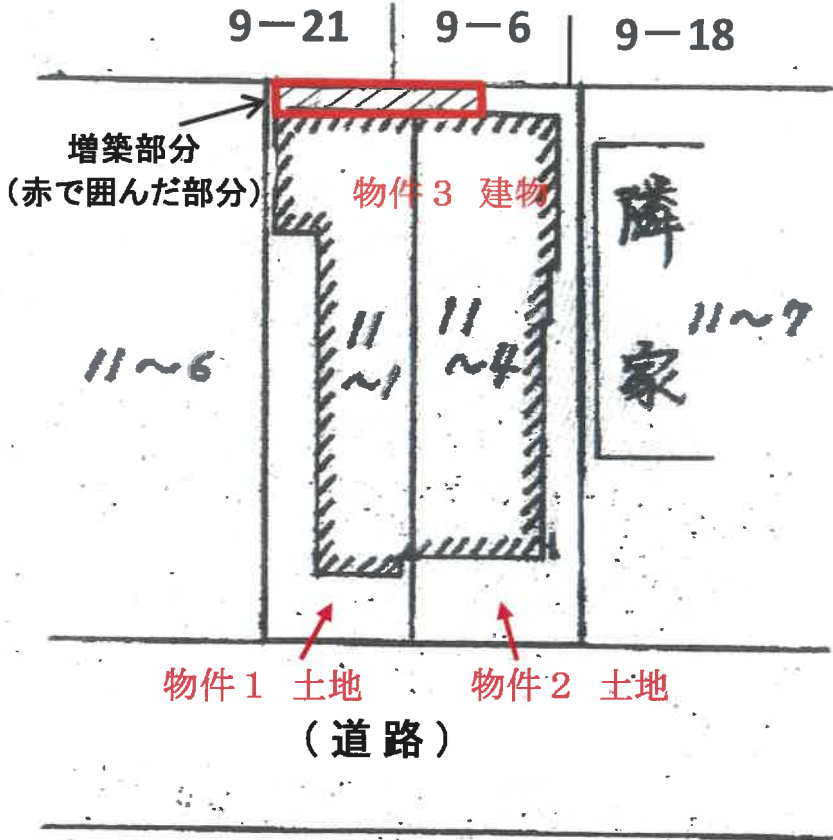 9－21
9－6
9－18
増築部分
（赤で囲んだ部分）
物件３ 建物
隣家
11～6
11～1
11～4
11～7
物件１ 土地
物件２ 土地
（道路）